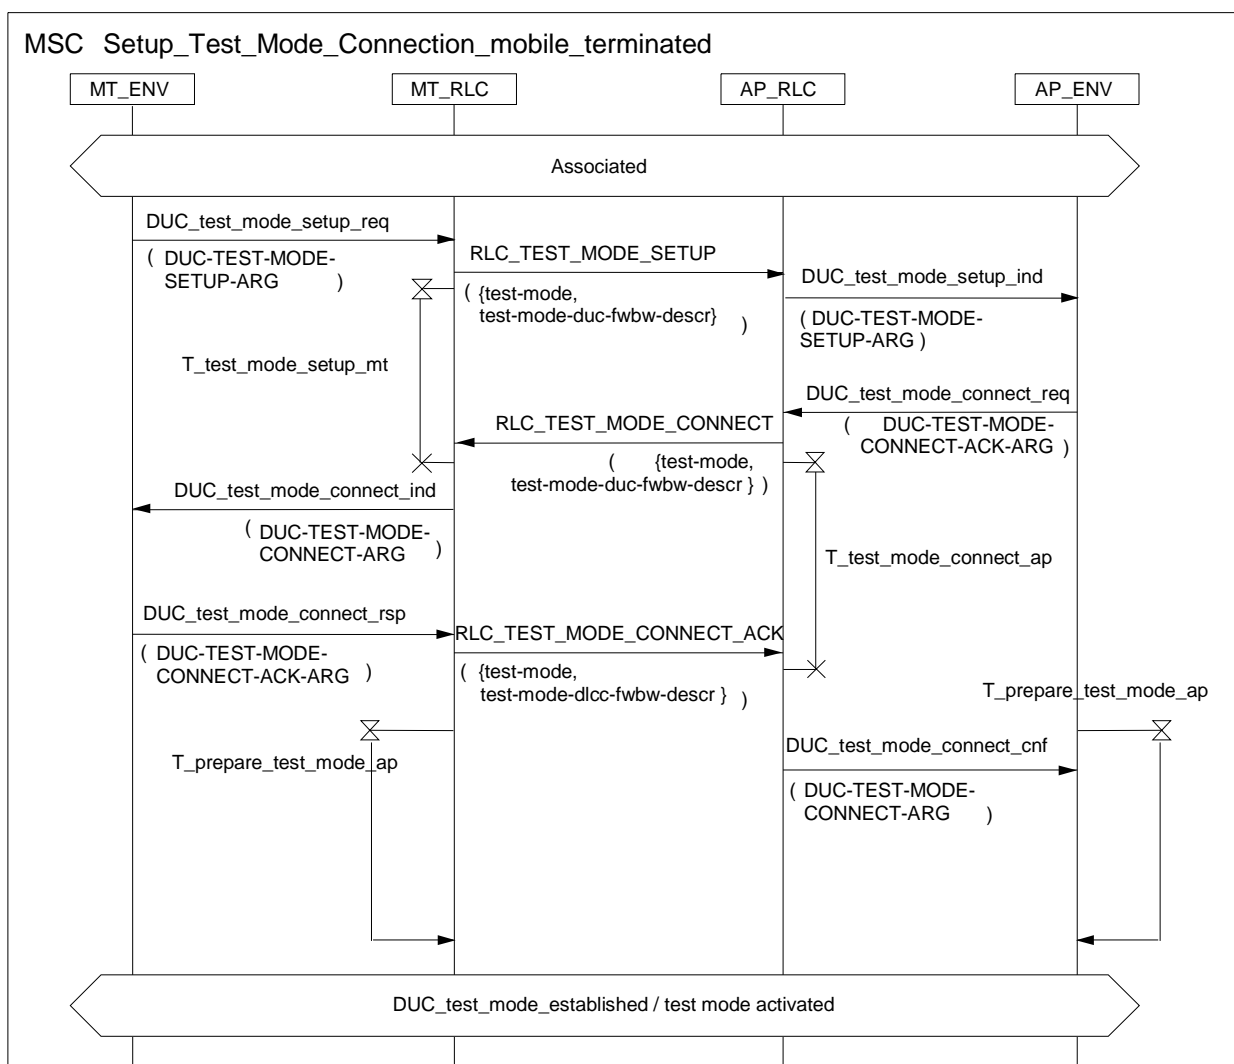 MSC Setup_Test_Mode_Connection_mobile_terminated
MT_ENV
MT_RLC
AP_RLC
AP_ENV
Associated
DUC_test_mode_setup_req
( DUC-TEST-MODE-
SETUP-ARG )
RLC_TEST_MODE_SETUP
( {test-mode,
test-mode-duc-fwbw-descr} )
DUC_test_mode_setup_ind
( DUC-TEST-MODE-
SETUP-ARG )
T_test_mode_setup_mt
DUC_test_mode_connect_req
( DUC-TEST-MODE-
CONNECT-ACK-ARG )
RLC_TEST_MODE_CONNECT
( {test-mode,
test-mode-duc-fwbw-descr } )
DUC_test_mode_connect_ind
( DUC-TEST-MODE-
CONNECT-ARG )
T_test_mode_connect_ap
DUC_test_mode_connect_rsp
( DUC-TEST-MODE-
CONNECT-ACK-ARG )
RLC_TEST_MODE_CONNECT_ACK
( {test-mode,
test-mode-dlcc-fwbw-descr } )
T_prepare_test_mode_ap
T_prepare_test_mode_ap
DUC_test_mode_connect_cnf
( DUC-TEST-MODE-
CONNECT-ARG )
DUC_test_mode_established / test mode activated